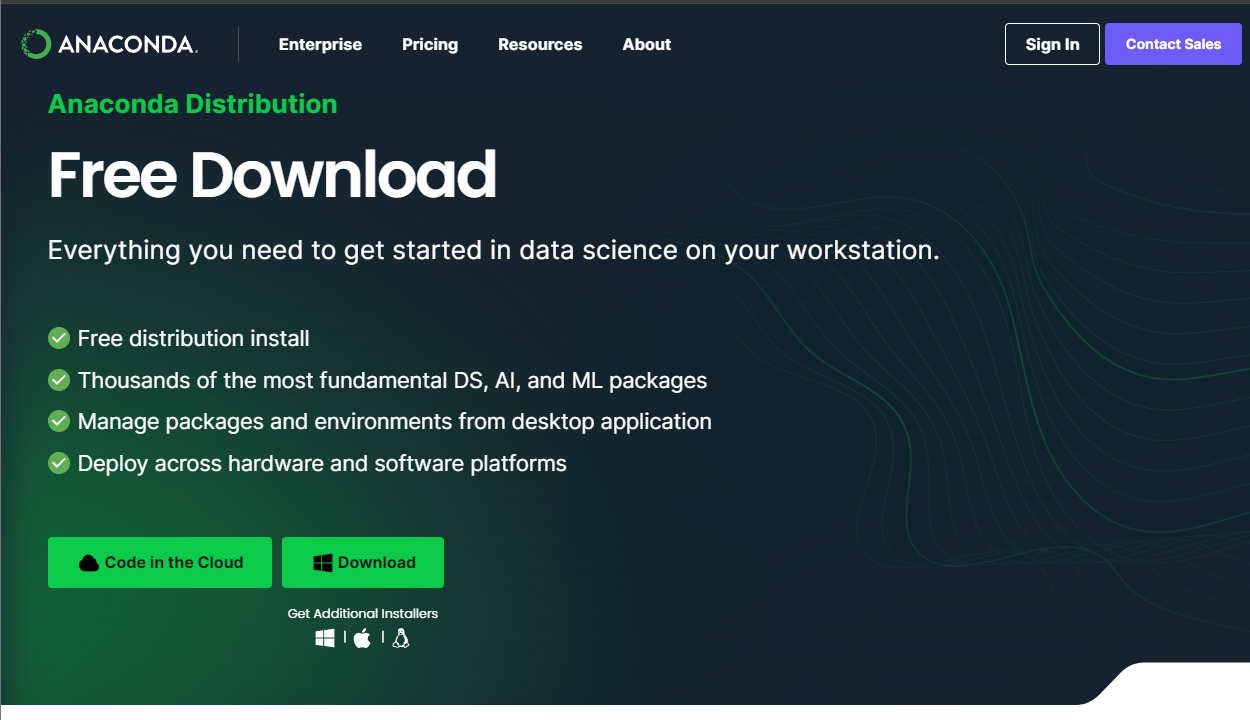 ANACONDA.
Enterprise
Pricing
Resources
About
Sign In
Contact Sales
Anaconda Distribution
Free Download
Everything you need to get started in data science on your workstation.
Free distribution install
Thousands of the most fundamental DS, AI, and ML packages
Manage packages and environments from desktop application
Deploy across hardware and software platforms
Code in the Cloud
Download
Get Additional Installers
| |